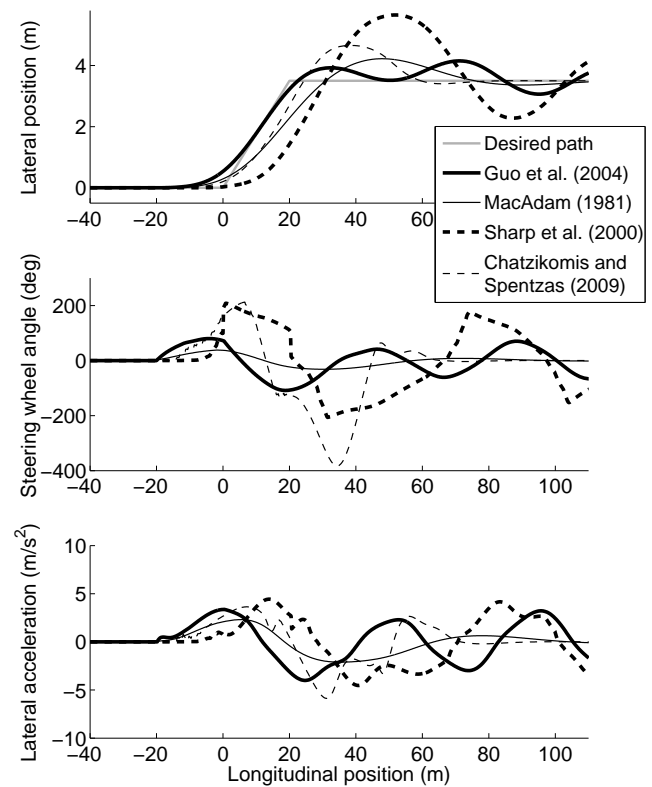 Lateral position (m)
4
2
0
−40 −20 0 20 40 60 80 100
Desired path
Guo et al. (2004)
MacAdam (1981)
Sharp et al. (2000)
Chatzikomis and
Spentzas (2009)
Steering wheel angle (deg)
200
0
−200
−400
−40 −20 0 20 40 60 80 100
Lateral acceleration (m/s²)
10
5
0
−5
−10
−40 −20 0 20 40 60 80 100
Longitudinal position (m)